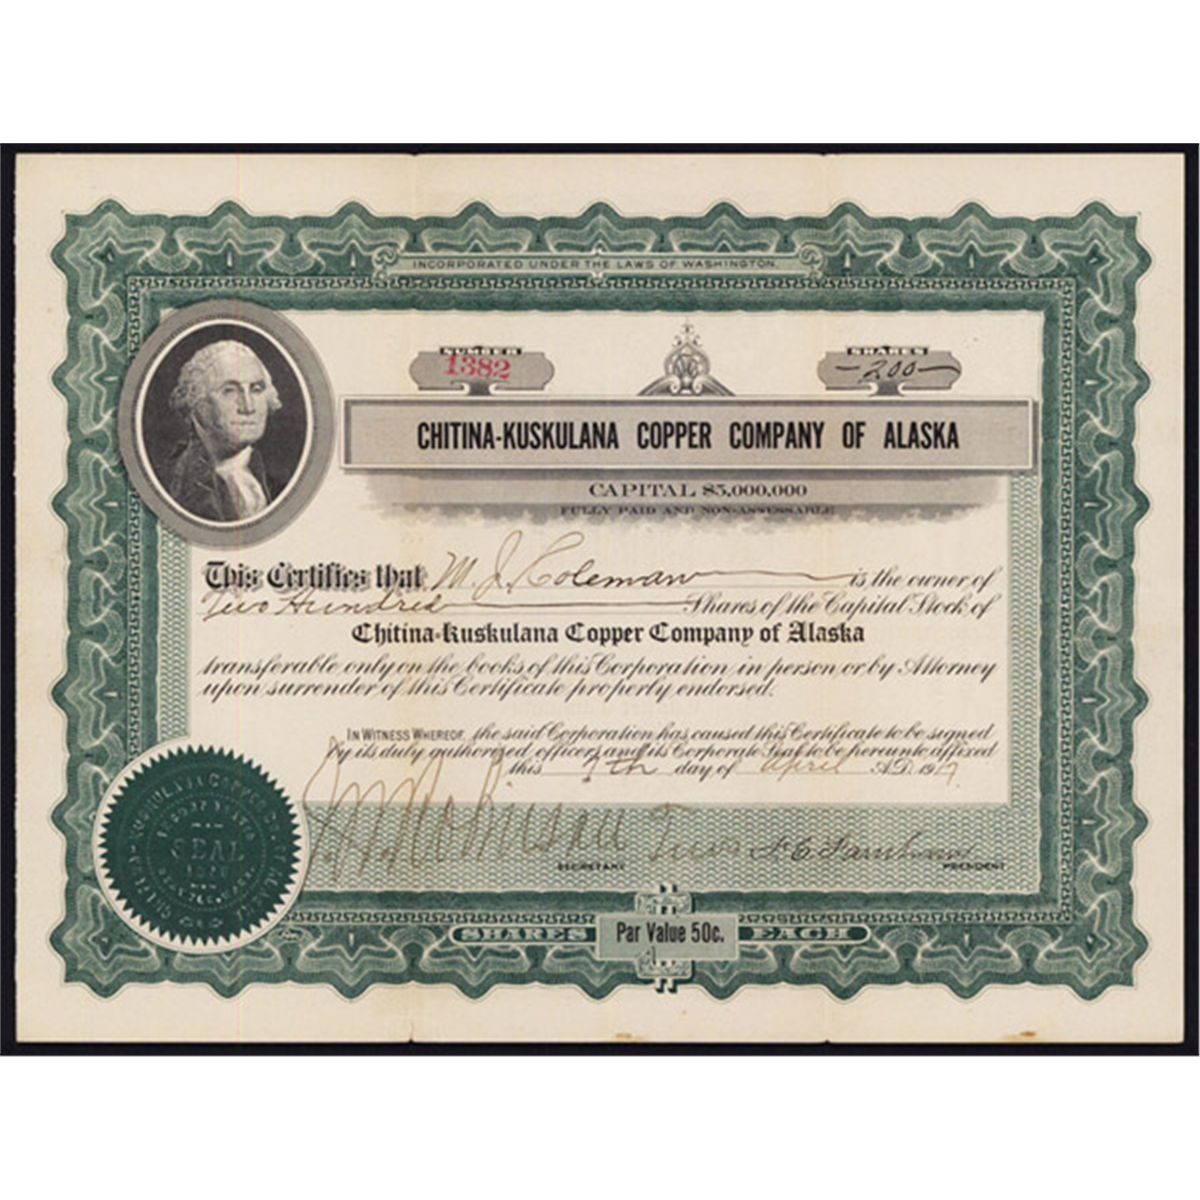 INCORPORATED UNDER THE LAWS OF WASHINGTON.
NUMBER
1382
SHARES
-200-
CHITINA-KUSKULANA COPPER COMPANY OF ALASKA
CAPITAL $5,000,000
FULLY PAID AND NON-ASSESSABLE
This Certifies that M. J. Coleman is the owner of
Two Hundred Shares of the Capital Stock of
Chitina-Kuskulana Copper Company of Alaska
transferable only on the books of this Corporation in person or by Attorney
upon surrender of this Certificate properly endorsed.
IN WITNESS WHEREOF, the said Corporation has caused this Certificate to be signed
by its duly authorized officers and its Corporate Seal to be hereunto affixed
this 7th day of April A.D. 1917
SECRETARY
PRESIDENT
SEAL
SHARES Par Value 50c. EACH